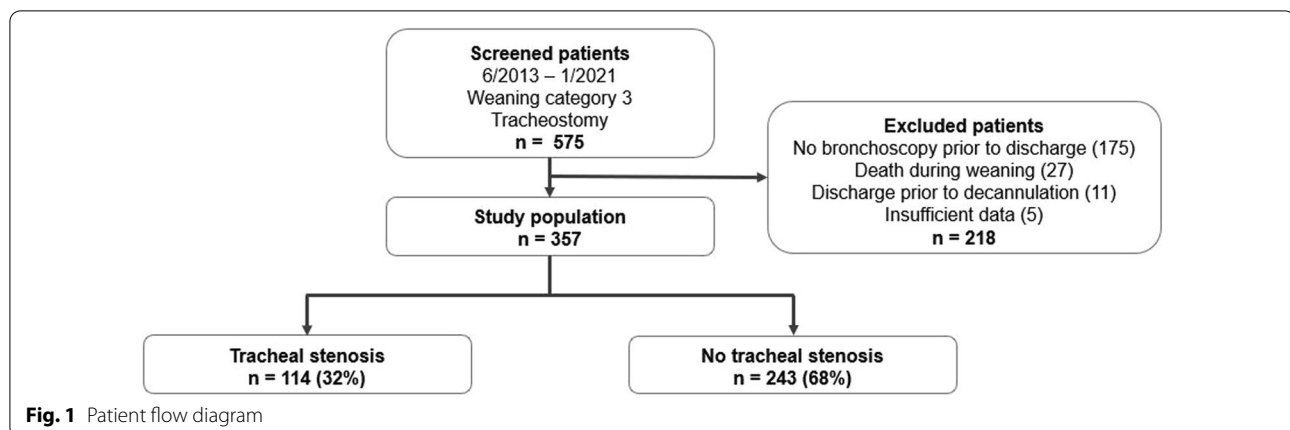 Screened patients
6/2013 – 1/2021
Weaning category 3
Tracheostomy
n = 575
Excluded patients
No bronchoscopy prior to discharge (175)
Death during weaning (27)
Discharge prior to decannulation (11)
Insufficient data (5)
n = 218
Study population
n = 357
Tracheal stenosis
n = 114 (32%)
No tracheal stenosis
n = 243 (68%)
Fig. 1 Patient flow diagram